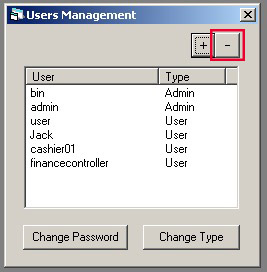 Users Management
+ -
User Type
bin Admin
admin Admin
user User
Jack User
cashier01 User
financecontroller User
Change Password Change Type